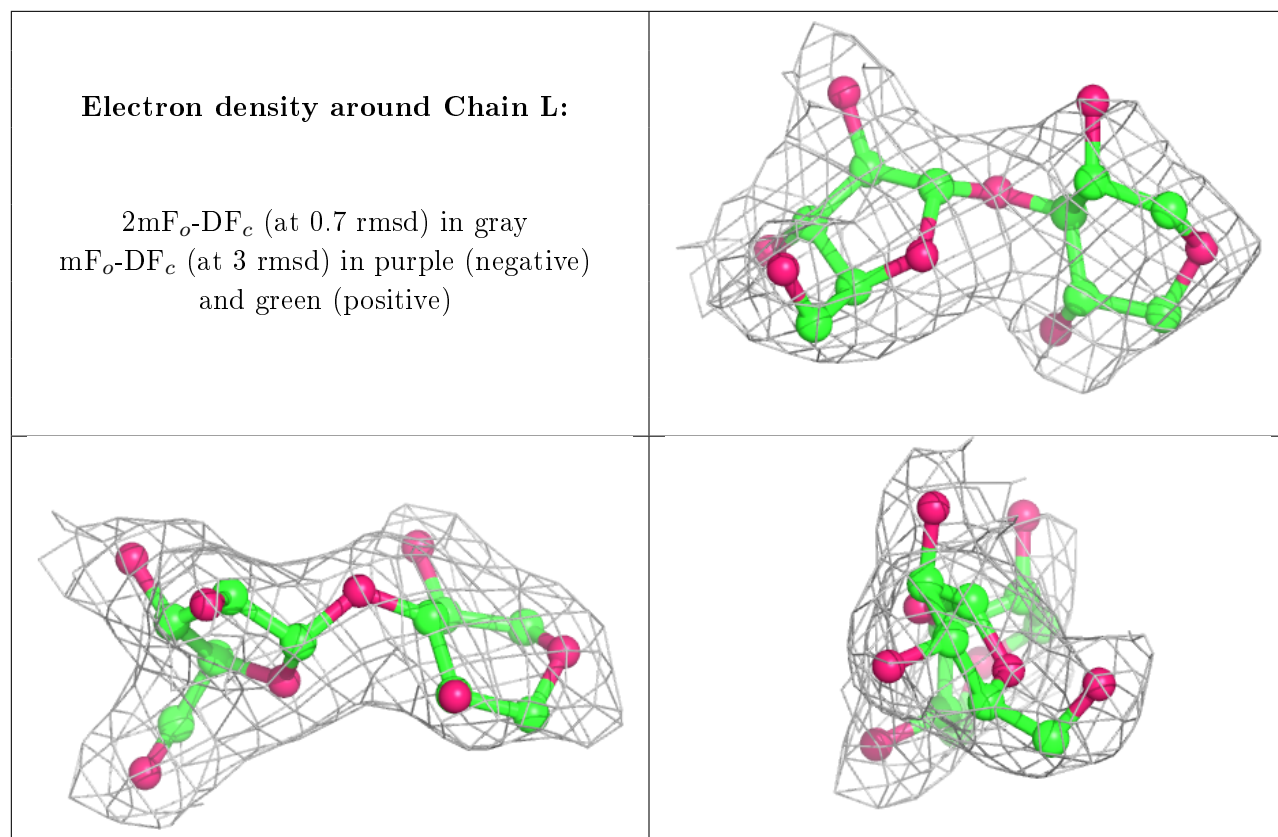 Electron density around Chain L:
2mFₒ-DF𝒸 (at 0.7 rmsd) in gray
mFₒ-DF𝒸 (at 3 rmsd) in purple (negative)
and green (positive)